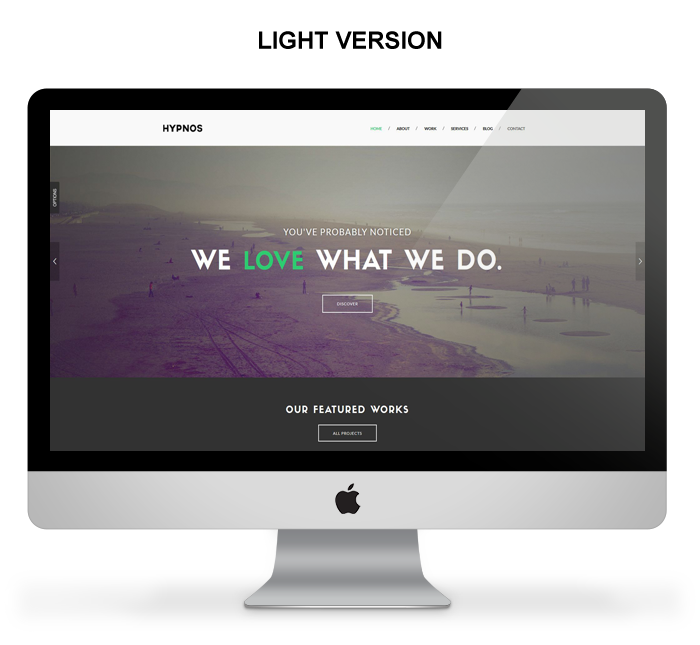 LIGHT VERSION
HYPNOS
HOME / ABOUT / WORK / SERVICES / BLOG / CONTACT
OPTIONS
YOU'VE PROBABLY NOTICED
WE LOVE WHAT WE DO.
DISCOVER
OUR FEATURED WORKS
ALL PROJECTS